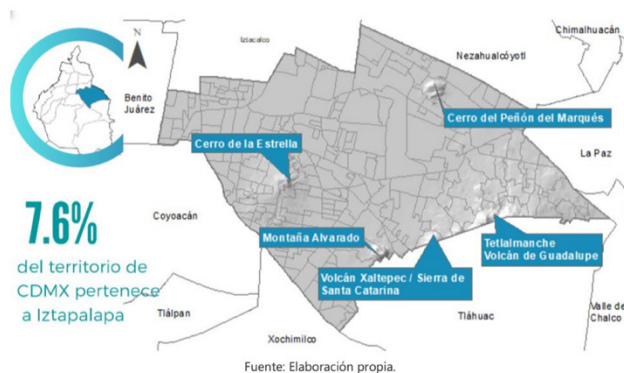 Chimalhuacán
Iztacalco
N
Nezahualcóyotl
Benito
Juárez
Cerro del Peñón del Marqués
Cerro de la Estrella
La Paz
7.6%
del territorio de
CDMX pertenece
a Iztapalapa
Coyoacán
Montaña Alvarado
Tetlalmanche
Volcán de Guadalupe
Volcán Xaltepec / Sierra de
Santa Catarina
Tlálpan
Tláhuac
Valle de
Chalco
Xochimilco
Fuente: Elaboración propia.